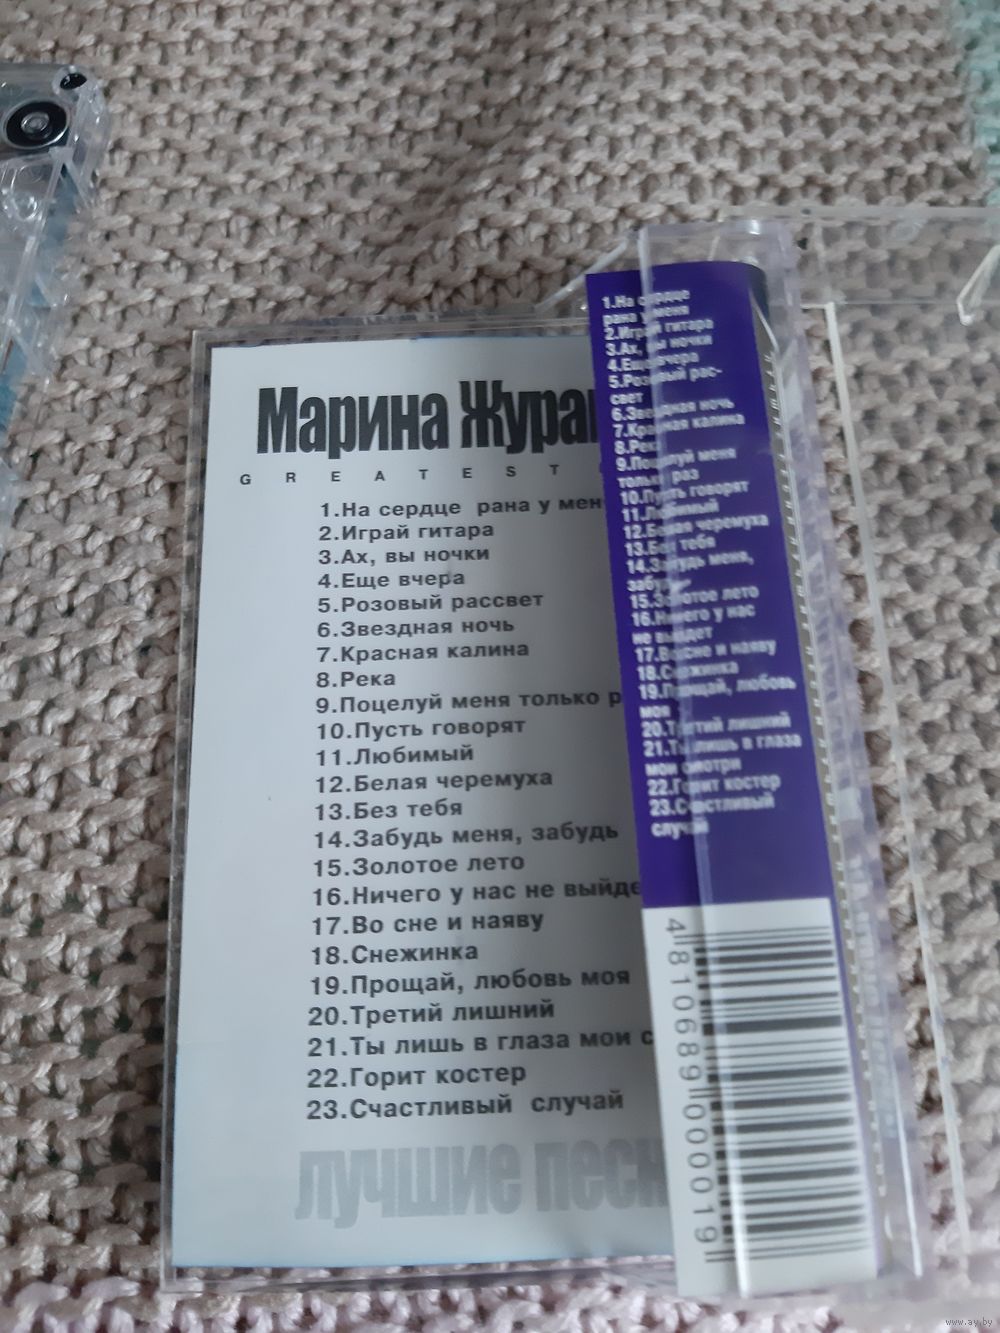 Марина Жура
GREATEST
1.На сердце рана у мен
2.Играй гитара
3.Ах, вы ночки
4.Еще вчера
5.Розовый рассвет
6.Звездная ночь
7.Красная калина
8.Река
9.Поцелуй меня только р
10.Пусть говорят
11.Любимый
12.Белая черемуха
13.Без тебя
14.Забудь меня, забудь
15.Золотое лето
16.Ничего у нас не выйде
17.Во сне и наяву
18.Снежинка
19.Прощай, любовь моя
20.Третий лишний
21.Ты лишь в глаза мои с
22.Горит костер
23.Счастливый случай
лучшие песн
1.На сердце
рана у меня
2.Играй гитара
3.Ах, вы ночки
4.Еще вчера
5.Розовый рас-
свет
6.Звездная ночь
7.Красная калина
8.Река
9.Поцелуй меня
только раз
10.Пусть говорят
11.Любимый
12.Белая черемуха
13.Без тебя
14.Забудь меня,
забудь
15.Золотое лето
16.Ничего у нас
не выйдет
17.Во сне и наяву
18.Снежинка
19.Прощай, любовь
моя
20.Третий лишний
21.Ты лишь в глаза
мои смотри
22.Горит костер
23.Счастливый
случай
4810689000019
www.ay.by